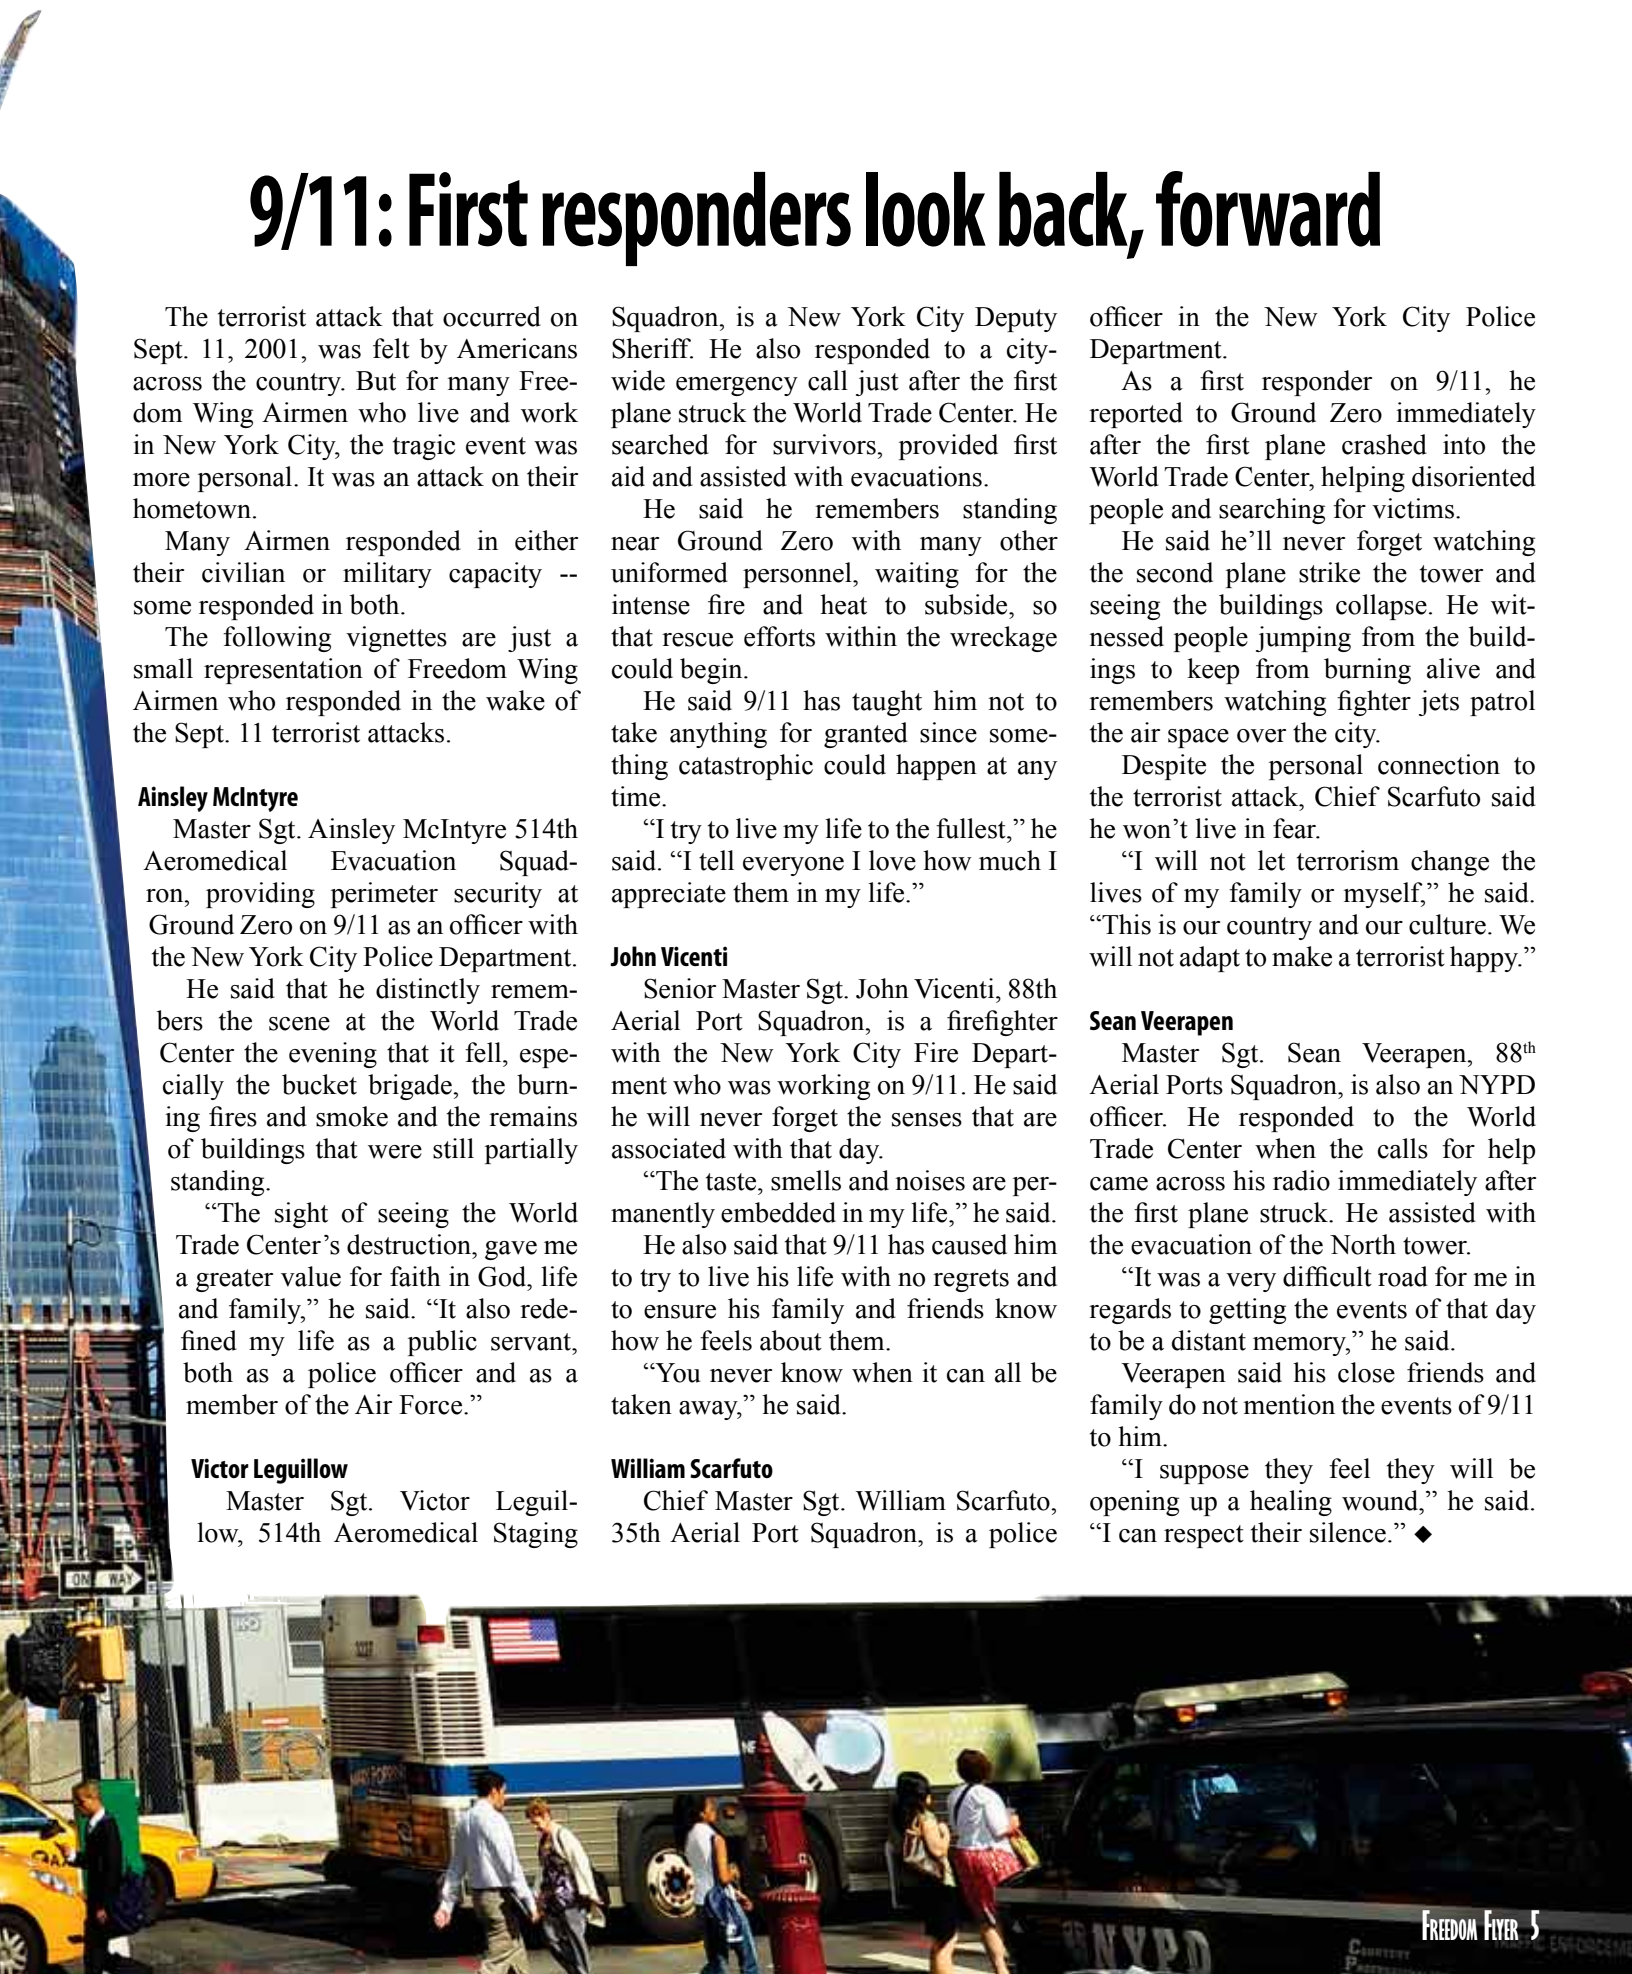 9/11: First responders look back, forward
The terrorist attack that occurred on
Sept. 11, 2001, was felt by Americans
across the country. But for many Free-
dom Wing Airmen who live and work
in New York City, the tragic event was
more personal. It was an attack on their
hometown.
Many Airmen responded in either
their civilian or military capacity --
some responded in both.
The following vignettes are just a
small representation of Freedom Wing
Airmen who responded in the wake of
the Sept. 11 terrorist attacks.
Ainsley McIntyre
Master Sgt. Ainsley McIntyre 514th
Aeromedical Evacuation Squad-
ron, providing perimeter security at
Ground Zero on 9/11 as an officer with
the New York City Police Department.
He said that he distinctly remem-
bers the scene at the World Trade
Center the evening that it fell, espe-
cially the bucket brigade, the burn-
ing fires and smoke and the remains
of buildings that were still partially
standing.
“The sight of seeing the World
Trade Center’s destruction, gave me
a greater value for faith in God, life
and family,” he said. “It also rede-
fined my life as a public servant,
both as a police officer and as a
member of the Air Force.”
Victor Leguillow
Master Sgt. Victor Leguil-
low, 514th Aeromedical Staging
Squadron, is a New York City Deputy
Sheriff. He also responded to a city-
wide emergency call just after the first
plane struck the World Trade Center. He
searched for survivors, provided first
aid and assisted with evacuations.
He said he remembers standing
near Ground Zero with many other
uniformed personnel, waiting for the
intense fire and heat to subside, so
that rescue efforts within the wreckage
could begin.
He said 9/11 has taught him not to
take anything for granted since some-
thing catastrophic could happen at any
time.
“I try to live my life to the fullest,” he
said. “I tell everyone I love how much I
appreciate them in my life.”
John Vicenti
Senior Master Sgt. John Vicenti, 88th
Aerial Port Squadron, is a firefighter
with the New York City Fire Depart-
ment who was working on 9/11. He said
he will never forget the senses that are
associated with that day.
“The taste, smells and noises are per-
manently embedded in my life,” he said.
He also said that 9/11 has caused him
to try to live his life with no regrets and
to ensure his family and friends know
how he feels about them.
“You never know when it can all be
taken away,” he said.
William Scarfuto
Chief Master Sgt. William Scarfuto,
35th Aerial Port Squadron, is a police
officer in the New York City Police
Department.
As a first responder on 9/11, he
reported to Ground Zero immediately
after the first plane crashed into the
World Trade Center, helping disoriented
people and searching for victims.
He said he’ll never forget watching
the second plane strike the tower and
seeing the buildings collapse. He wit-
nessed people jumping from the build-
ings to keep from burning alive and
remembers watching fighter jets patrol
the air space over the city.
Despite the personal connection to
the terrorist attack, Chief Scarfuto said
he won’t live in fear.
“I will not let terrorism change the
lives of my family or myself,” he said.
“This is our country and our culture. We
will not adapt to make a terrorist happy.”
Sean Veerapen
Master Sgt. Sean Veerapen, 88th
Aerial Ports Squadron, is also an NYPD
officer. He responded to the World
Trade Center when the calls for help
came across his radio immediately after
the first plane struck. He assisted with
the evacuation of the North tower.
“It was a very difficult road for me in
regards to getting the events of that day
to be a distant memory,” he said.
Veerapen said his close friends and
family do not mention the events of 9/11
to him.
“I suppose they feel they will be
opening up a healing wound,” he said.
“I can respect their silence.” ◆
ONE WAY
3237
NYPD
COURTESY
TRAFFIC ENFORCEMENT
FREEDOM FLYER 5